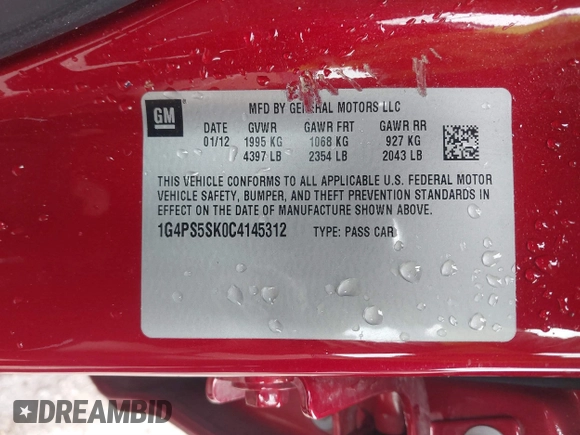 MFD BY GENERAL MOTORS LLC
GM
DATE GVWR GAWR FRT GAWR RR
01/12 1995 KG 1068 KG 927 KG
4397 LB 2354 LB 2043 LB
THIS VEHICLE CONFORMS TO ALL APPLICABLE U.S. FEDERAL MOTOR
VEHICLE SAFETY, BUMPER, AND THEFT PREVENTION STANDARDS IN
EFFECT ON THE DATE OF MANUFACTURE SHOWN ABOVE.
1G4PS5SK0C4145312 TYPE: PASS CAR
DREAMBID